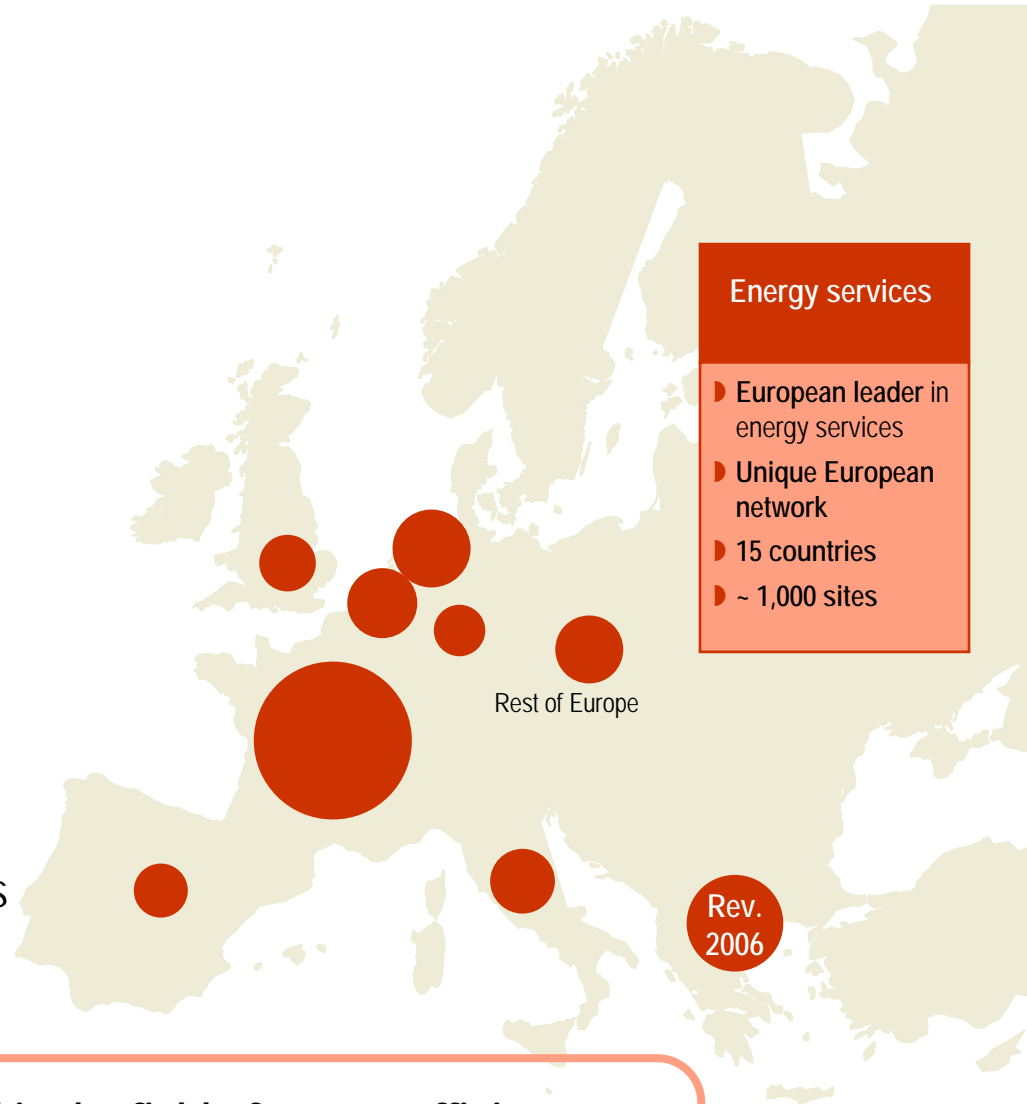 Energy services
European leader in
energy services
Unique European
network
15 countries
~ 1,000 sites
Rest of Europe
s
Rev.
2006